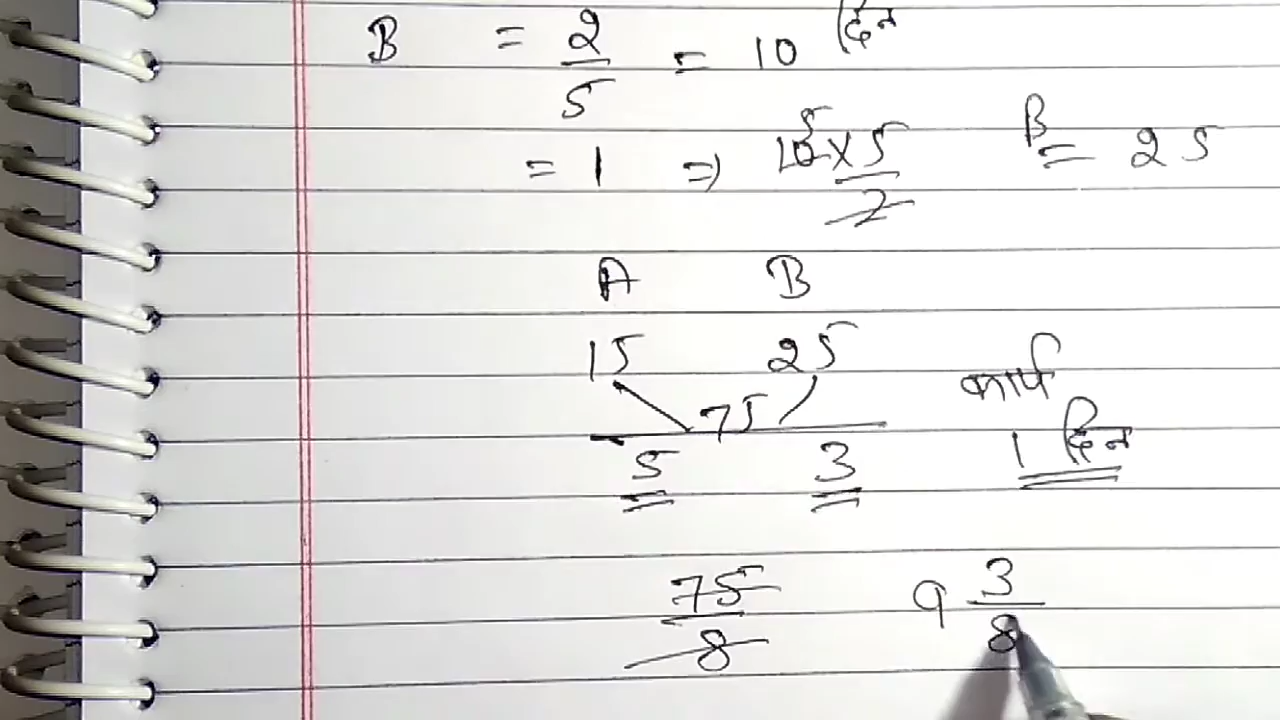 B = 2/5 = 10 दिन
= 1 ⇒ 10 5 × 5/2 B = 25
A B
15 25
75 कार्य
5 3 1 दिन
75/8 9 3/8